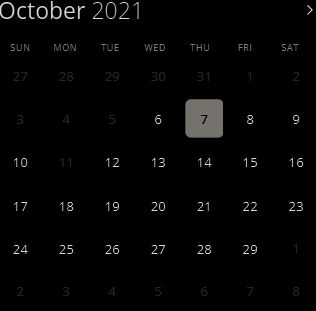 October 2021 >
SUN MON TUE WED THU FRI SAT
27 28 29 30 31 1 2
3 4 5 6 7 8 9
10 11 12 13 14 15 16
17 18 19 20 21 22 23
24 25 26 27 28 29 1
2 3 4 5 6 7 8